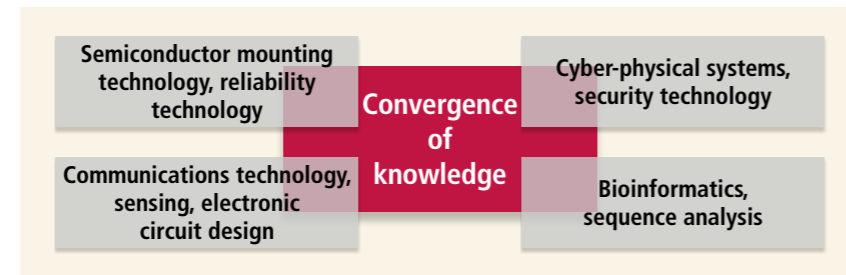 Semiconductor mounting
technology, reliability
technology
Cyber-physical systems,
security technology
Convergence
of
knowledge
Communications technology,
sensing, electronic
circuit design
Bioinformatics,
sequence analysis